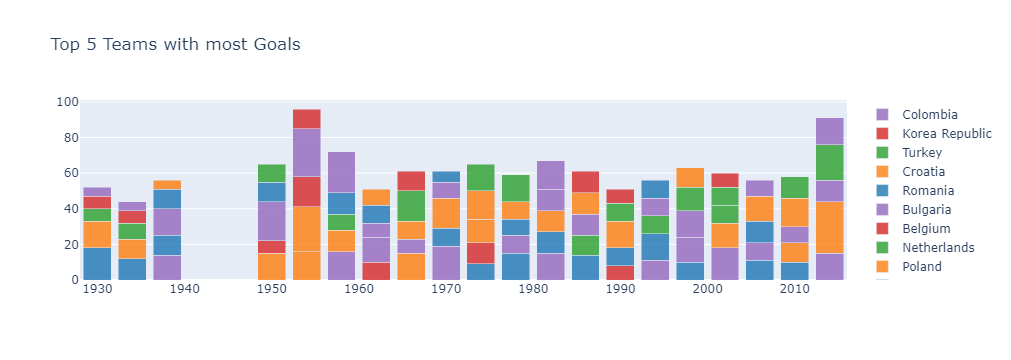 Top 5 Teams with most Goals
100
80
60
40
20
0
1930
1940
1950
1960
1970
1980
1990
2000
2010
Colombia
Korea Republic
Turkey
Croatia
Romania
Bulgaria
Belgium
Netherlands
Poland